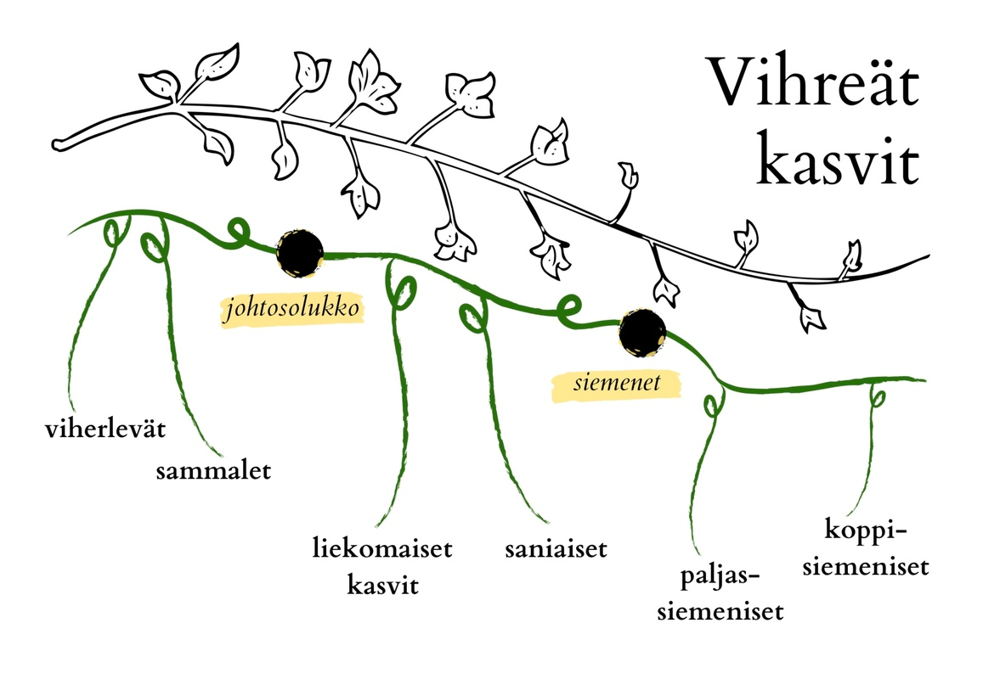 Vihreät
kasvit
johtosolukko
siemenet
viherlevät
sammalet
liekomaiset
kasvit
saniaiset
paljas-
siemeniset
koppi-
siemeniset